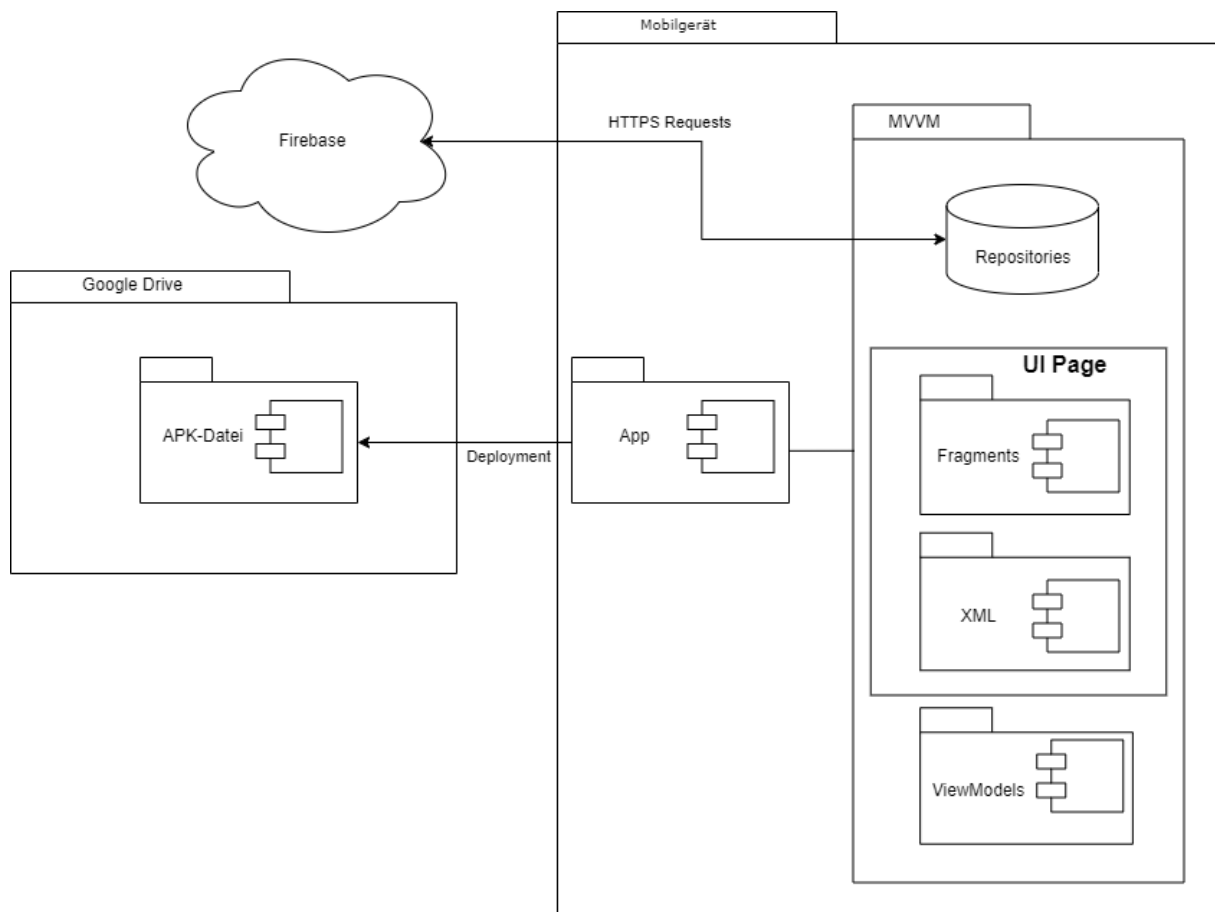 Mobilgerät
Firebase
HTTPS Requests
MVVM
Repositories
Google Drive
APK-Datei
Deployment
App
UI Page
Fragments
XML
ViewModels